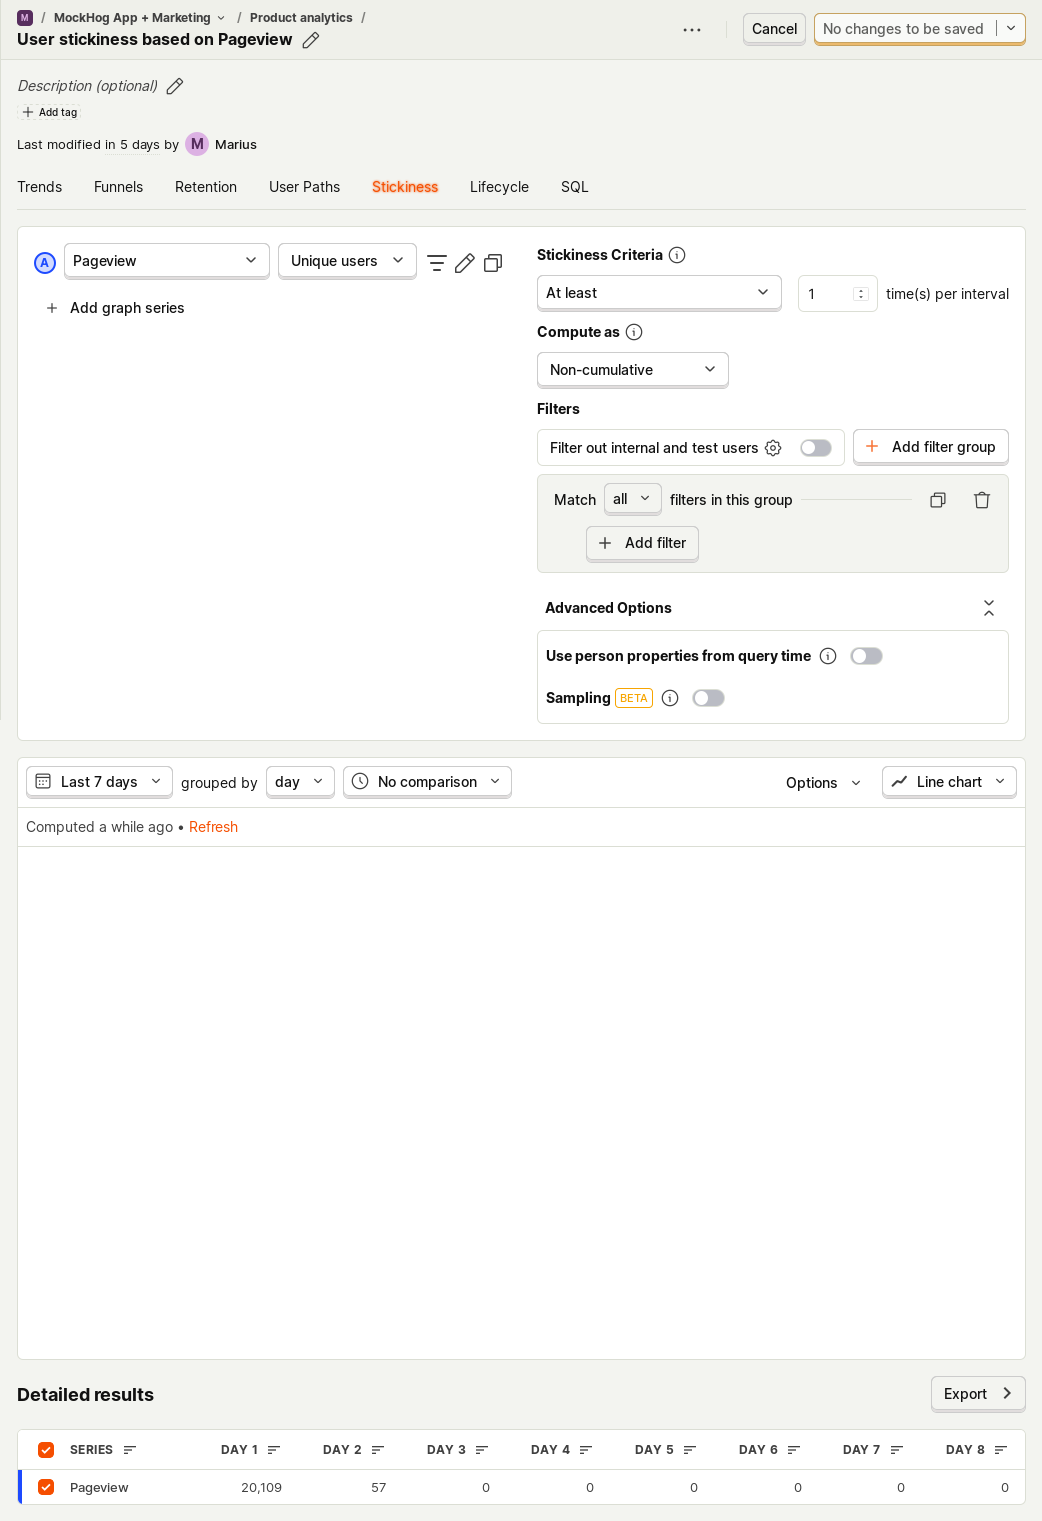 M / MockHog App + Marketing / Product analytics /
User stickiness based on Pageview
Cancel
No changes to be saved
Description (optional)
Add tag
Last modified in 5 days by M Marius
Trends Funnels Retention User Paths Stickiness Lifecycle SQL
A Pageview Unique users
Add graph series
Stickiness Criteria
At least 1 time(s) per interval
Compute as
Non-cumulative
Filters
Filter out internal and test users Add filter group
Match all filters in this group
Add filter
Advanced Options
Use person properties from query time
Sampling BETA
Last 7 days grouped by day No comparison Options Line chart
Computed a while ago • Refresh
Detailed results Export
SERIES DAY 1 DAY 2 DAY 3 DAY 4 DAY 5 DAY 6 DAY 7 DAY 8
Pageview 20,109 57 0 0 0 0 0 0